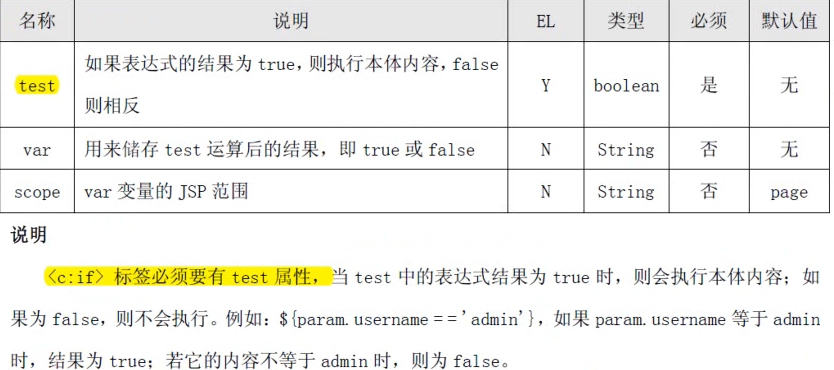 名称 说明 EL 类型 必须 默认值
test 如果表达式的结果为 true，则执行本体内容，false 则相反 Y boolean 是 无
var 用来储存 test 运算后的结果，即 true 或 false N String 否 无
scope var 变量的 JSP 范围 N String 否 page
说明
<c:if> 标签必须要有 test 属性，当 test 中的表达式结果为 true 时，则会执行本体内容；如
果为 false，则不会执行。例如：${param.username = = 'admin'}，如果 param.username 等于 admin
时，结果为 true；若它的内容不等于 admin 时，则为 false。